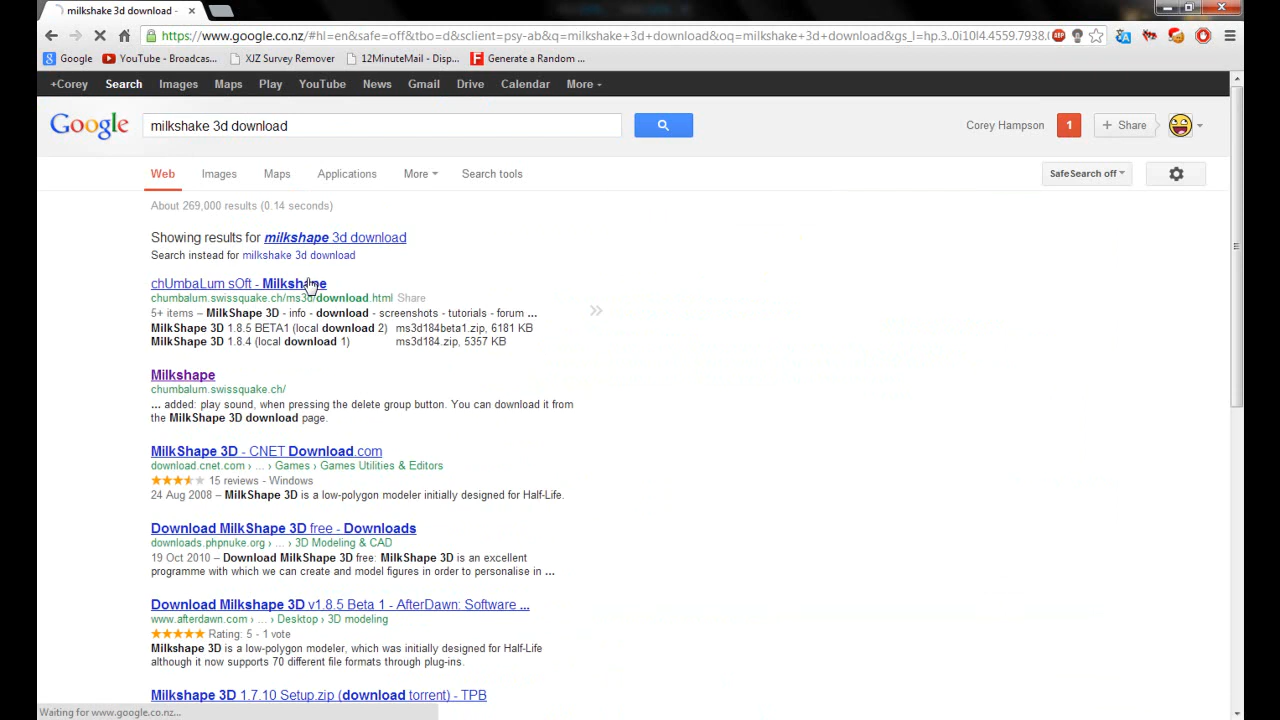 milkshape 3d download -
https://www.google.co.nz/#hl=en&safe=off&tbo=d&sclient=psy-ab&q=milkshake+3d+download&oq=milkshake+3d+download&gs_l=hp.3.0i10l4.4559.7938.0
Google YouTube - Broadcas... XJZ Survey Remover 12MinuteMail - Disp... Generate a Random ...
+Corey Search Images Maps Play YouTube News Gmail Drive Calendar More
Google milkshake 3d download Corey Hampson 1 + Share
Web Images Maps Applications More Search tools SafeSearch off
About 269,000 results (0.14 seconds)
Showing results for milkshape 3d download
Search instead for milkshake 3d download
chUmbaLum sOft - Milkshape
chumbalum.swissquake.ch/ms3d/download.html Share
5+ items – MilkShape 3D - info - download - screenshots - tutorials - forum ...
MilkShape 3D 1.8.5 BETA1 (local download 2) ms3d184beta1.zip, 6181 KB
MilkShape 3D 1.8.4 (local download 1) ms3d184.zip, 5357 KB
Milkshape
chumbalum.swissquake.ch/
... added: play sound, when pressing the delete group button. You can download it from
the MilkShape 3D download page.
MilkShape 3D - CNET Download.com
download.cnet.com › ... › Games › Games Utilities & Editors
15 reviews - Windows
24 Aug 2008 – MilkShape 3D is a low-polygon modeler initially designed for Half-Life.
Download MilkShape 3D free - Downloads
downloads.phpnuke.org › ... › 3D Modeling & CAD
19 Oct 2010 – Download MilkShape 3D free: MilkShape 3D is an excellent
programme with which we can create and model figures in order to personalise in ...
Download Milkshape 3D v1.8.5 Beta 1 - AfterDawn: Software ...
www.afterdawn.com › ... › Desktop › 3D modeling
Rating: 5 - 1 vote
Milkshape 3D is a low-polygon modeler, which was initially designed for Half-Life
although it now supports 70 different file formats through plug-ins.
Milkshape 3D 1.7.10 Setup.zip (download torrent) - TPB
Waiting for www.google.co.nz...